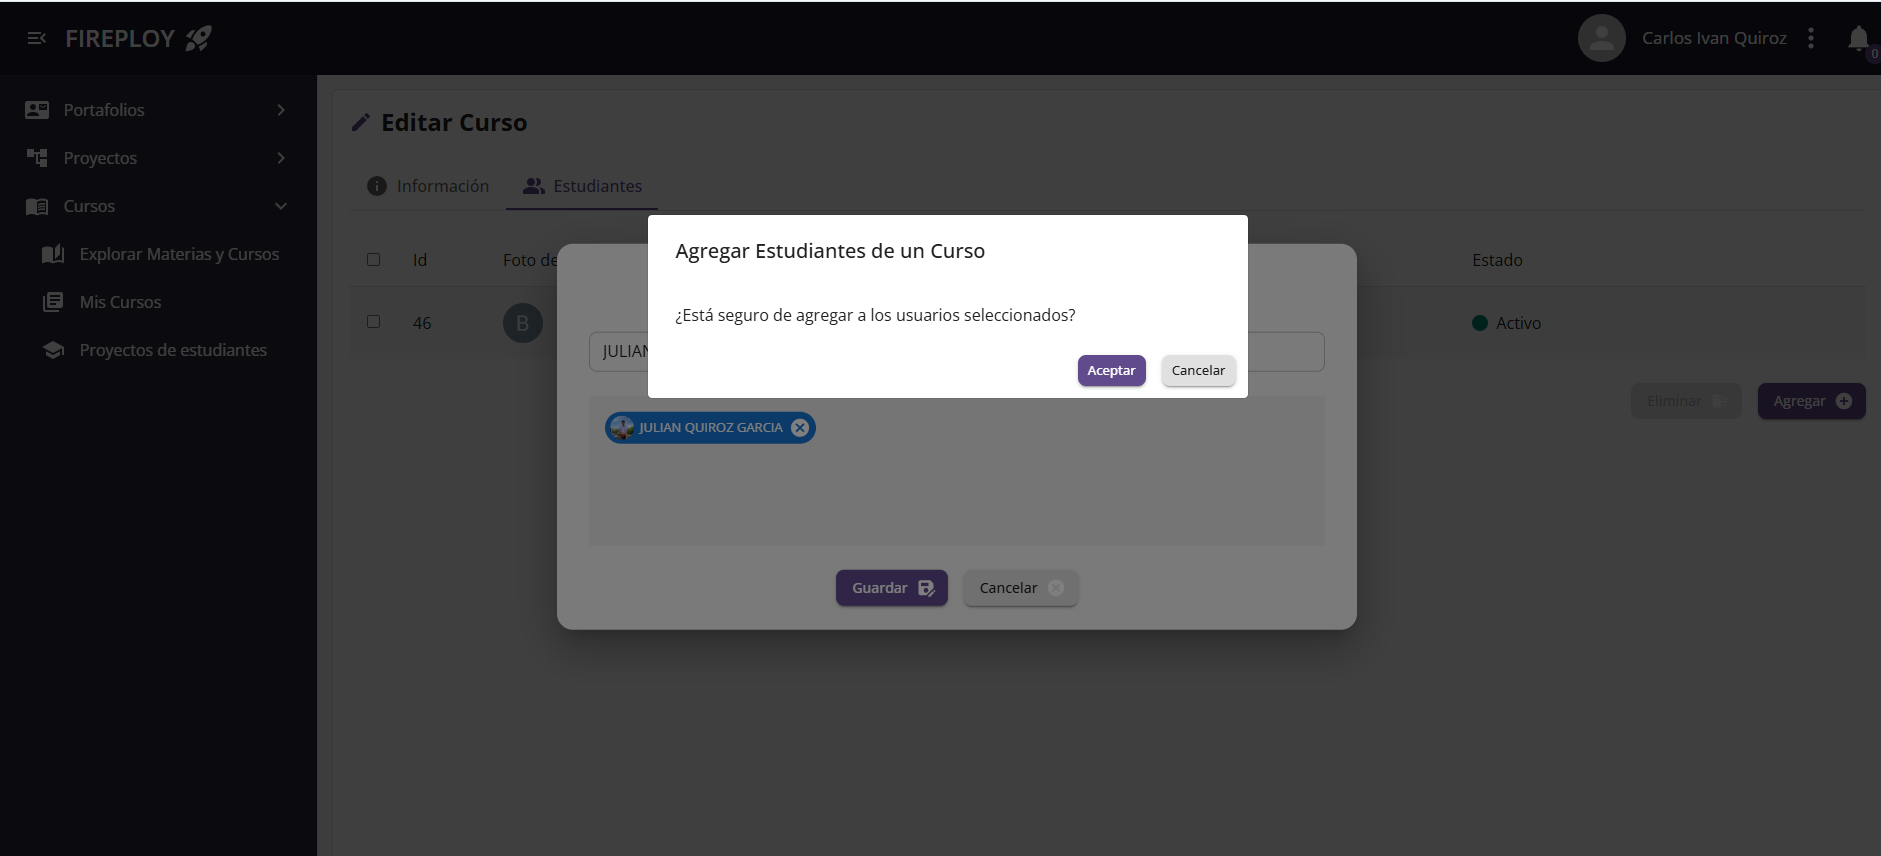 FIREPLOY
Carlos Ivan Quiroz
0
Portafolios
Proyectos
Cursos
Explorar Materias y Cursos
Mis Cursos
Proyectos de estudiantes
Editar Curso
Información
Estudiantes
Id
Foto de
Estado
46
B
Activo
Eliminar
Agregar
Agregar Estudiantes de un Curso
¿Está seguro de agregar a los usuarios seleccionados?
Aceptar
Cancelar
JULIAN QUIROZ GARCIA
Guardar
Cancelar